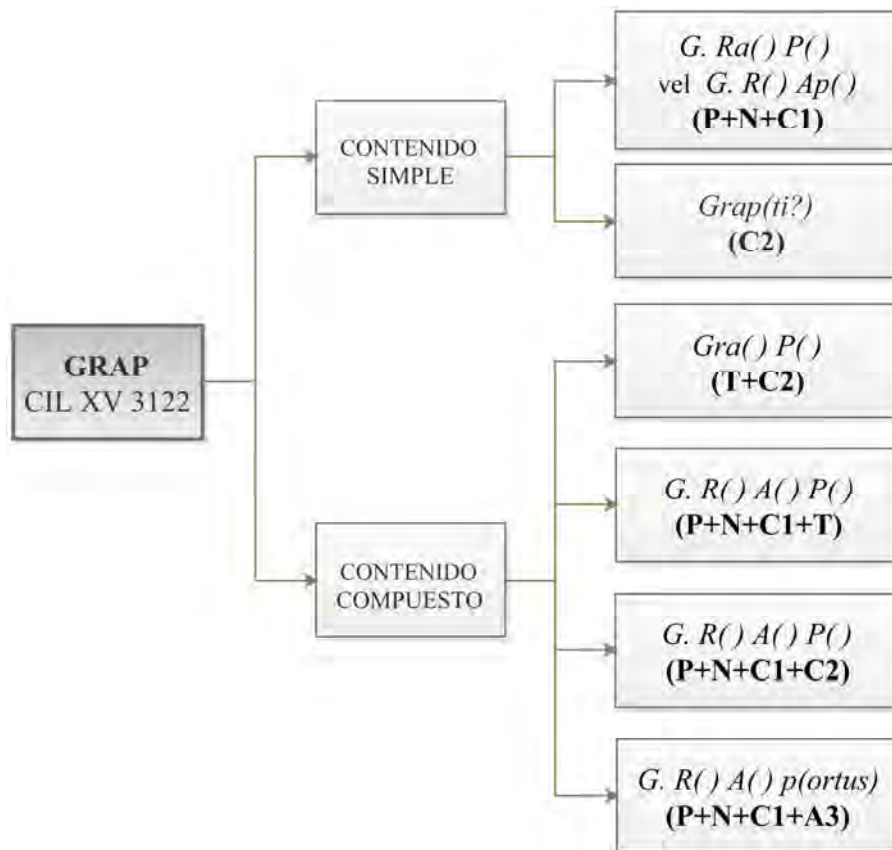 G. Ra( ) P( )
vel G. R( ) Ap( )
(P+N+C1)
CONTENIDO
SIMPLE
Grap(ti?)
(C2)
GRAP
CIL XV 3122
Gra( ) P( )
(T+C2)
G. R( ) A( ) P( )
(P+N+C1+T)
CONTENIDO
COMPUESTO
G. R( ) A( ) P( )
(P+N+C1+C2)
G. R( ) A( ) p(ortus)
(P+N+C1+A3)